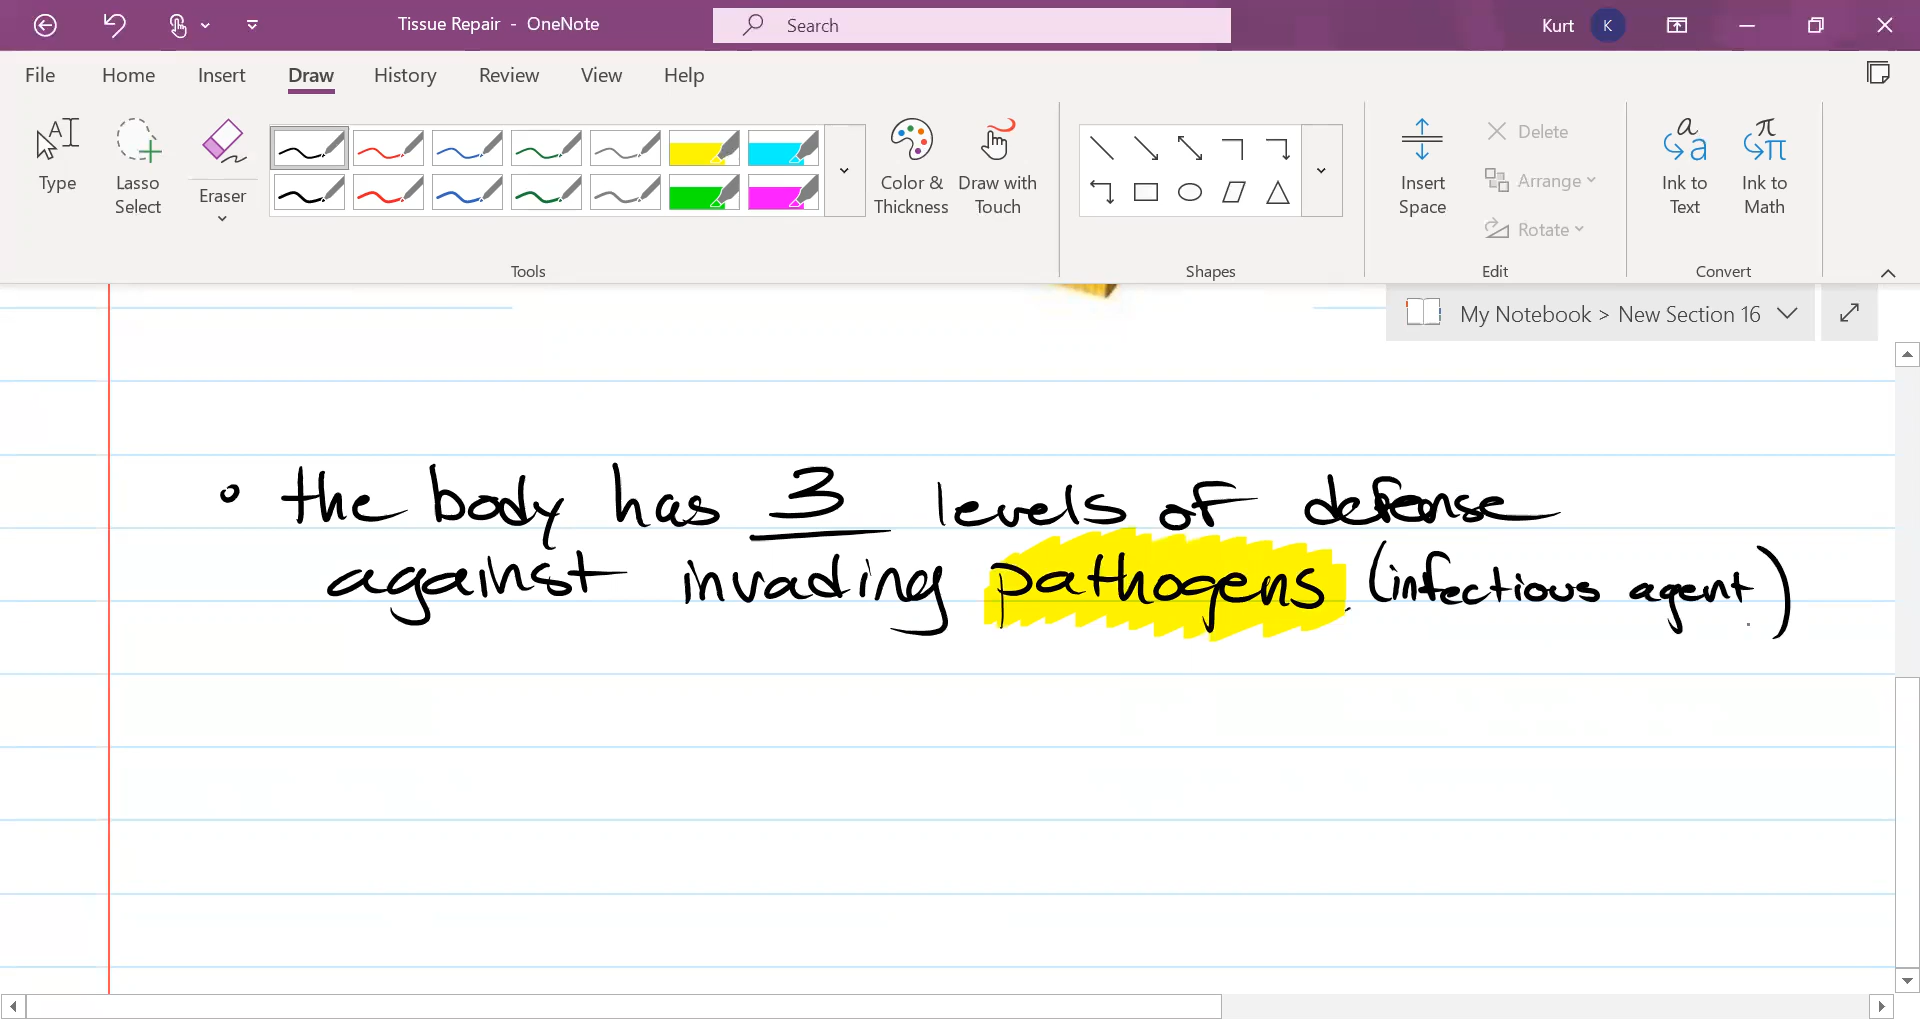 Tissue Repair - OneNote
Search
Kurt
K
File Home Insert Draw History Review View Help
Type
Lasso Select
Eraser
Color & Thickness
Draw with Touch
Insert Space
Delete
Arrange
Rotate
Ink to Text
Ink to Math
Tools
Shapes
Edit
Convert
My Notebook > New Section 16
• the body has 3 levels of defense
against invading pathogens. (infectious agent)